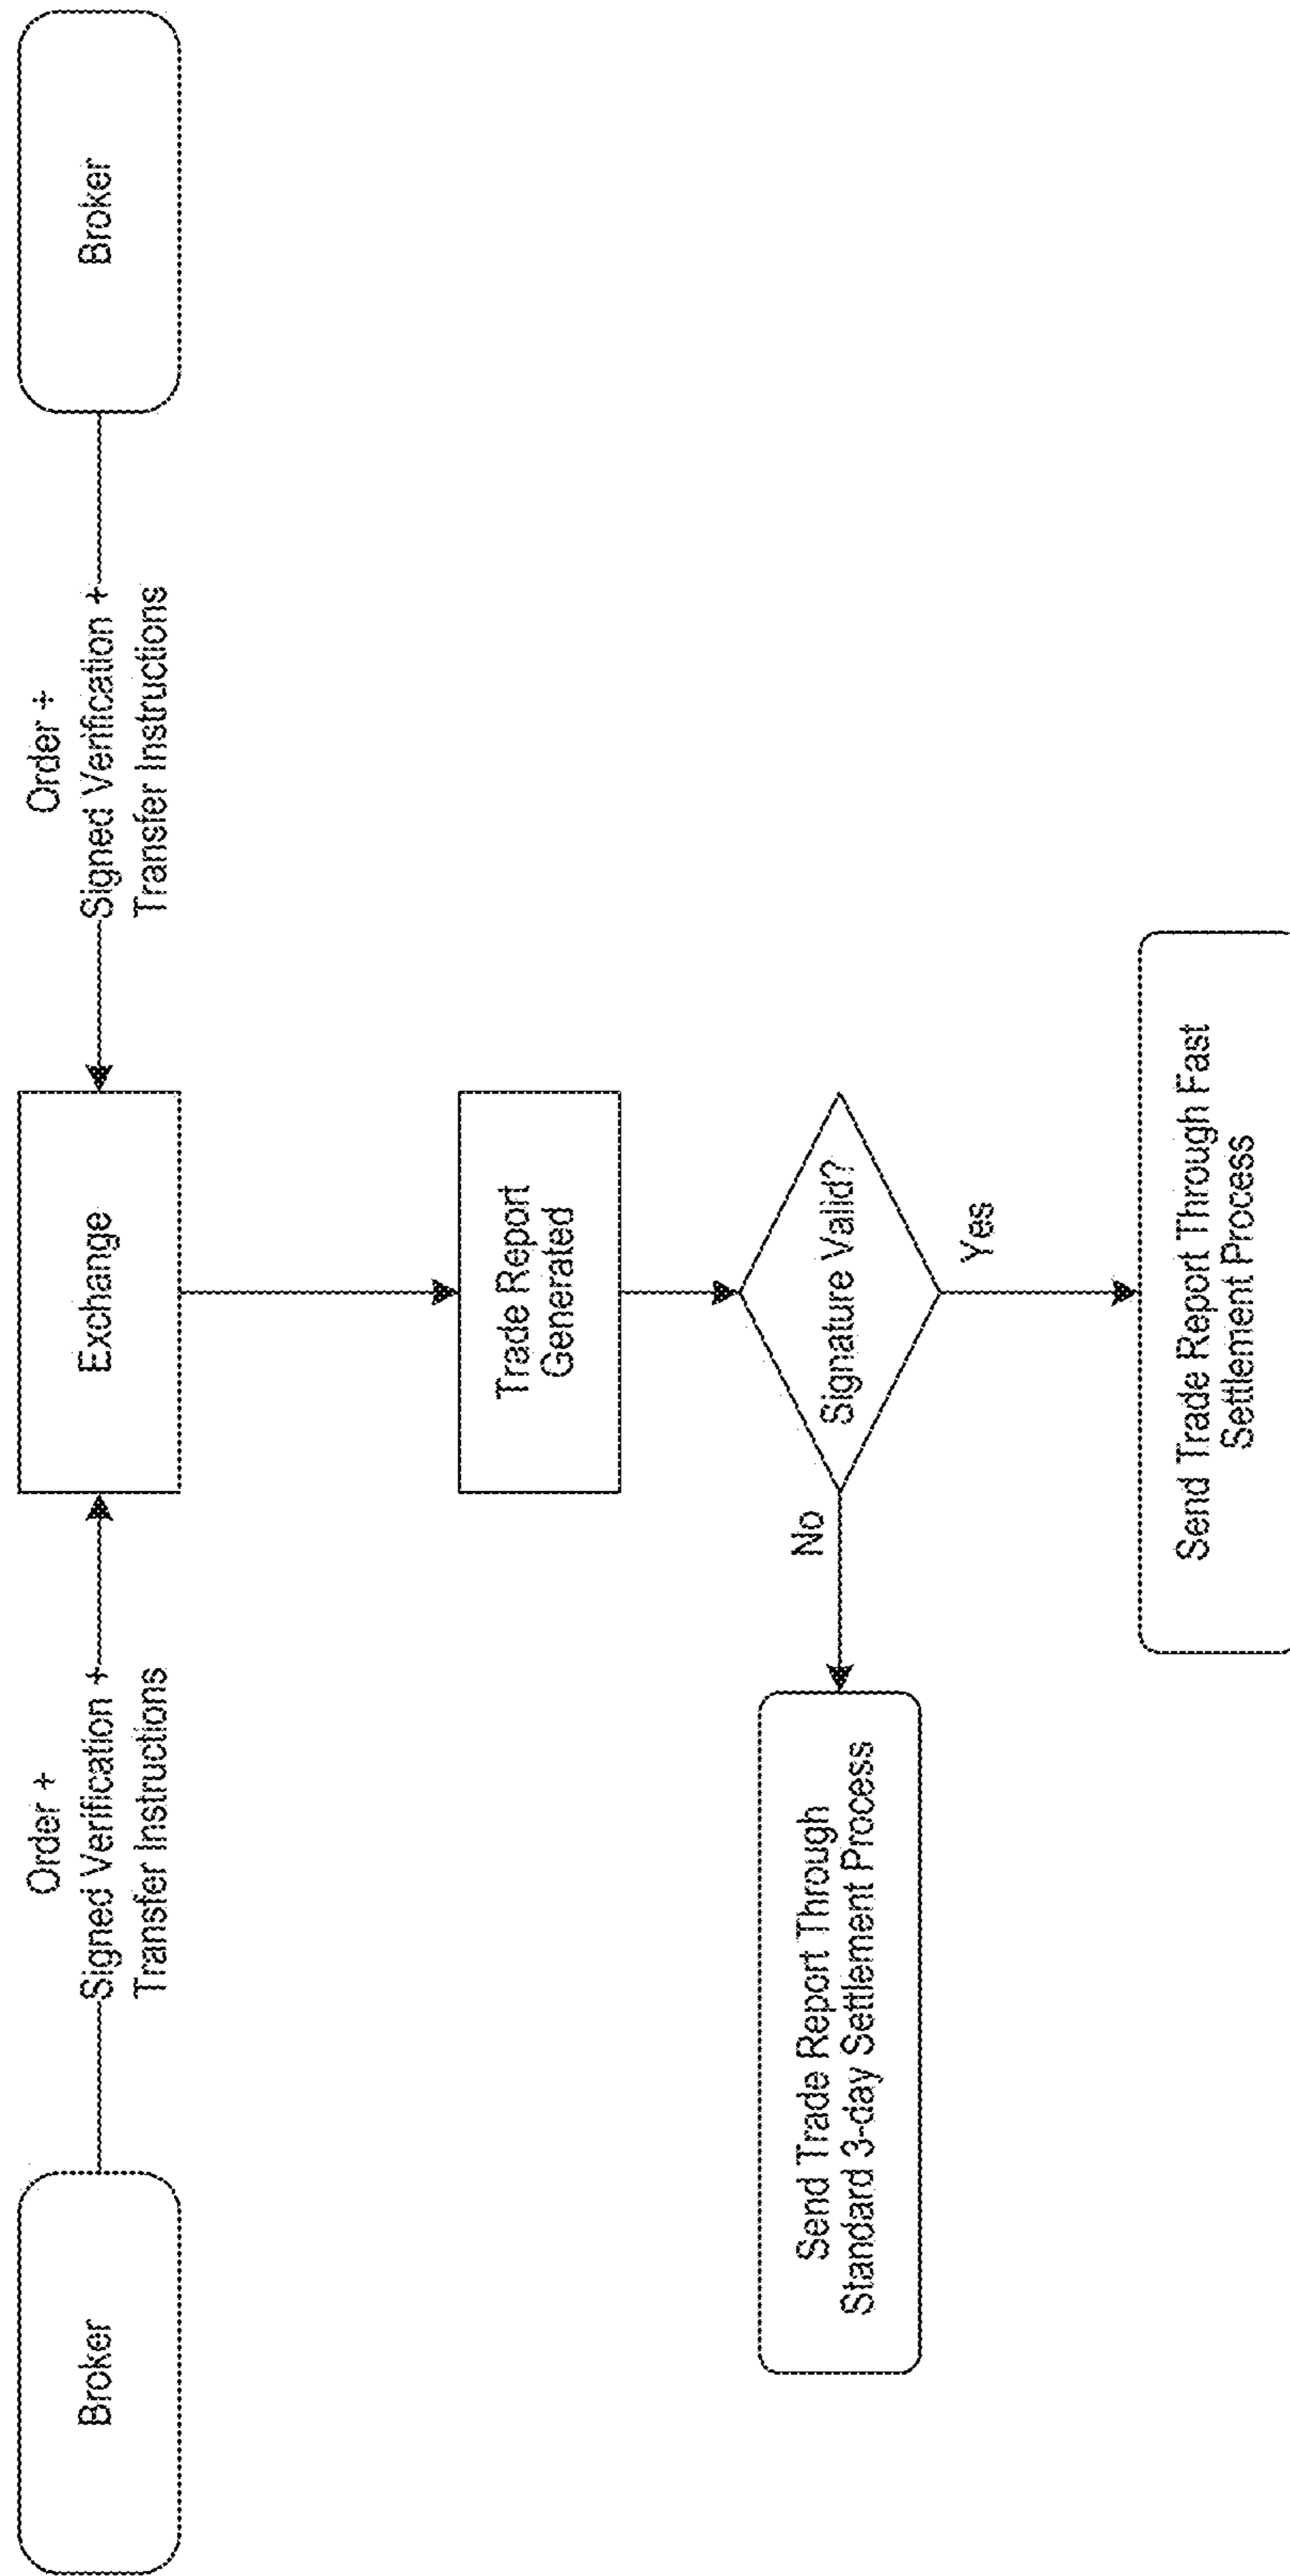 Broker
Order +
Signed Verification +
Transfer Instructions
Exchange
Order +
Signed Verification +
Transfer Instructions
Broker
Trade Report
Generated
Signature Valid?
No
Yes
Send Trade Report Through
Standard 3-day Settlement Process
Send Trade Report Through Fast
Settlement Process